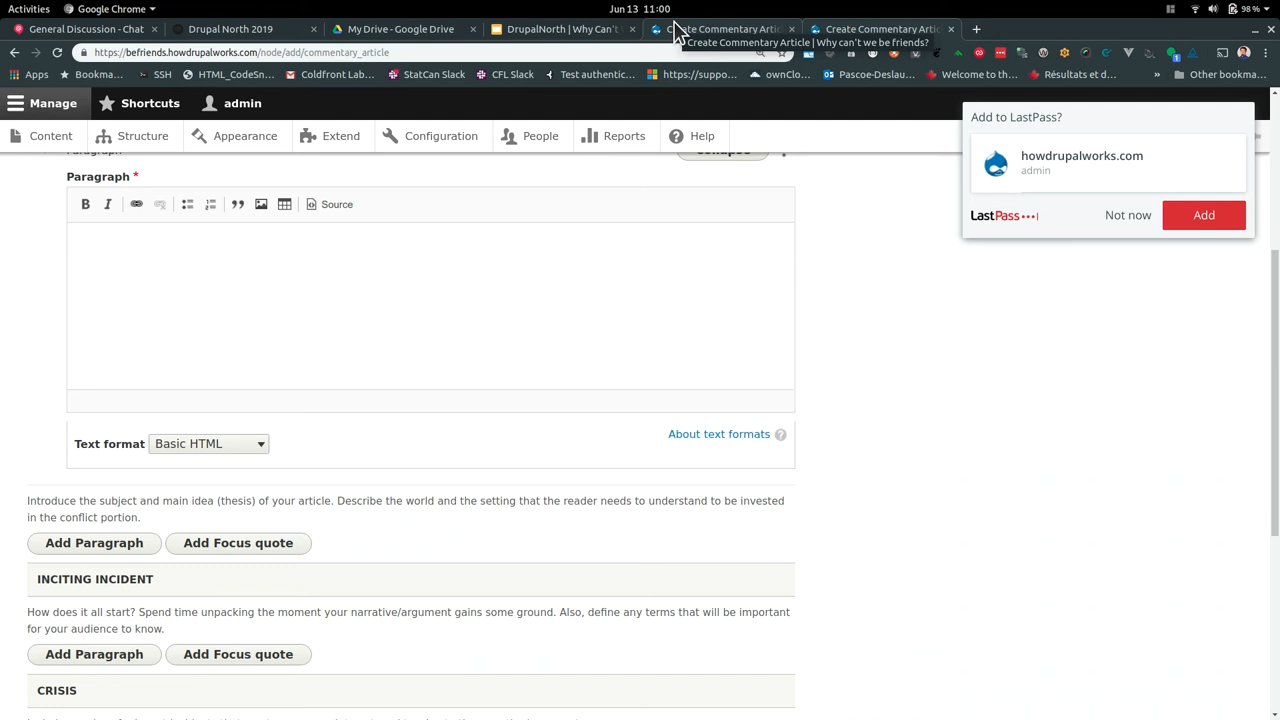 Activities Google Chrome Jun 13 11:00 98%
General Discussion - Chat Drupal North 2019 My Drive - Google Drive DrupalNorth | Why Can't Create Commentary Artic Create Commentary Artic
https://befriends.howdrupalworks.com/node/add/commentary_article
Create Commentary Article | Why can't we be friends?
Apps Bookma... SSH HTML_CodeSn... Coldfront Lab... StatCan Slack CFL Slack Test authentic... https://suppo... ownClo... Pascoe-Deslau... Welcome to th... Résultats et d... » Other bookma...
Manage Shortcuts admin
Content Structure Appearance Extend Configuration People Reports Help
Add to LastPass?
howdrupalworks.com
admin
LastPass Not now Add
Paragraph Collapse
Paragraph *
B I Source
Text format Basic HTML
About text formats ?
Introduce the subject and main idea (thesis) of your article. Describe the world and the setting that the reader needs to understand to be invested
in the conflict portion.
Add Paragraph Add Focus quote
INCITING INCIDENT
How does it all start? Spend time unpacking the moment your narrative/argument gains some ground. Also, define any terms that will be important
for your audience to know.
Add Paragraph Add Focus quote
CRISIS